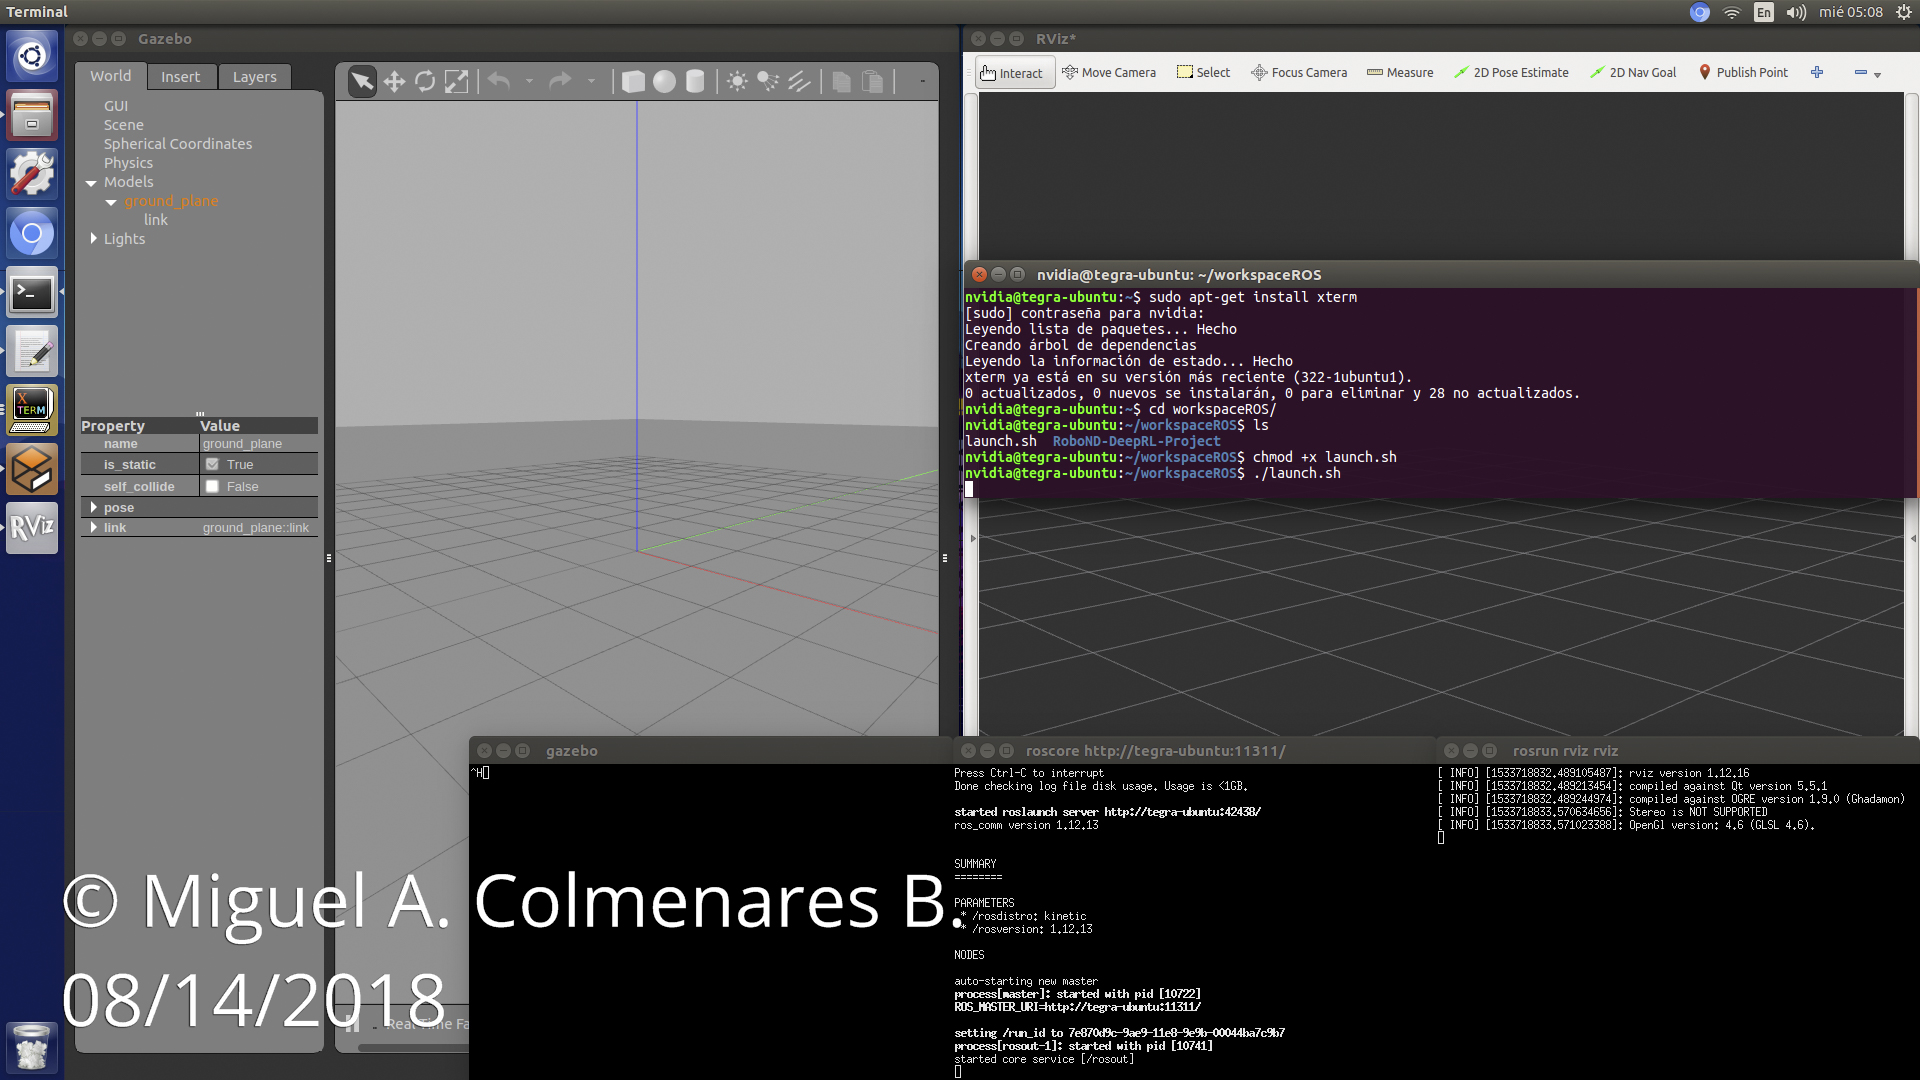 Terminal
En
mié 05:08
Gazebo
World
Insert
Layers
GUI
Scene
Spherical Coordinates
Physics
Models
ground_plane
link
Lights
Property Value
name ground_plane
is_static True
self_collide False
pose
link ground_plane::link
XTERM
RViz
RViz*
Interact
Move Camera
Select
Focus Camera
Measure
2D Pose Estimate
2D Nav Goal
Publish Point
nvidia@tegra-ubuntu: ~/workspaceROS
nvidia@tegra-ubuntu:~$ sudo apt-get install xterm
[sudo] contraseña para nvidia:
Leyendo lista de paquetes... Hecho
Creando árbol de dependencias
Leyendo la información de estado... Hecho
xterm ya está en su versión más reciente (322-1ubuntu1).
0 actualizados, 0 nuevos se instalarán, 0 para eliminar y 28 no actualizados.
nvidia@tegra-ubuntu:~$ cd workspaceROS/
nvidia@tegra-ubuntu:~/workspaceROS$ ls
launch.sh RoboND-DeepRL-Project
nvidia@tegra-ubuntu:~/workspaceROS$ chmod +x launch.sh
nvidia@tegra-ubuntu:~/workspaceROS$ ./launch.sh
gazebo
^H
roscore http://tegra-ubuntu:11311/
Press Ctrl-C to interrupt
Done checking log file disk usage. Usage is <1GB.
started roslaunch server http://tegra-ubuntu:42438/
ros_comm version 1.12.13
SUMMARY
========
PARAMETERS
* /rosdistro: kinetic
* /rosversion: 1.12.13
NODES
auto-starting new master
process[master]: started with pid [10722]
ROS_MASTER_URI=http://tegra-ubuntu:11311/
setting /run_id to 7e870d9c-9ae9-11e8-9e9b-00044ba7c9b7
process[rosout-1]: started with pid [10741]
started core service [/rosout]
rosrun rviz rviz
[ INFO] [1533718832.489105487]: rviz version 1.12.16
[ INFO] [1533718832.489213454]: compiled against Qt version 5.5.1
[ INFO] [1533718832.489244974]: compiled against OGRE version 1.9.0 (Ghadamon)
[ INFO] [1533718833.570634656]: Stereo is NOT SUPPORTED
[ INFO] [1533718833.571023388]: OpenGl version: 4.6 (GLSL 4.6).
© Miguel A. Colmenares B.
08/14/2018
Real Time Fa